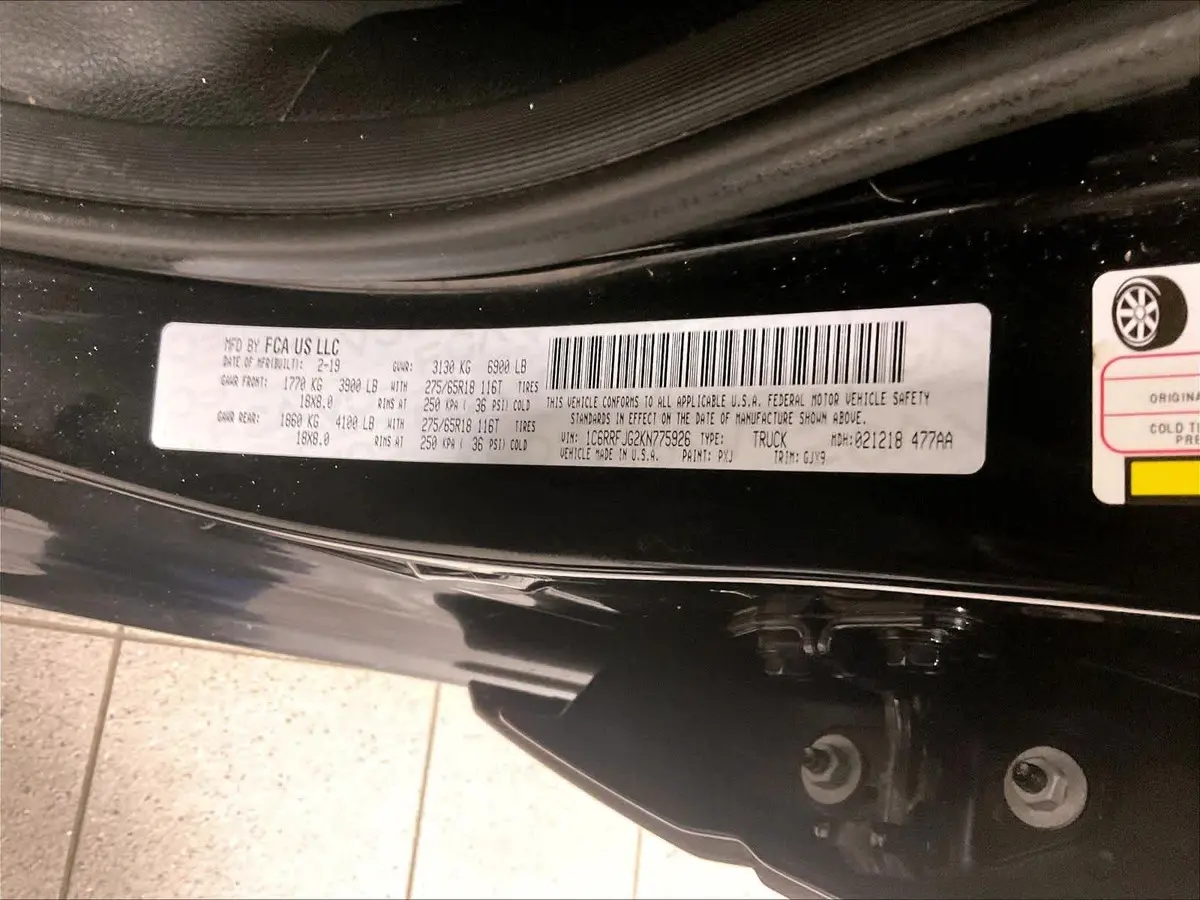 MFD BY FCA US LLC
DATE OF MFR(BUILT): 2-19 GVWR: 3130 KG 6900 LB
GAWR FRONT: 1770 KG 3900 LB WITH 275/65R18 116T TIRES
18X8.0 RIMS AT 250 KPA ( 36 PSI) COLD
GAWR REAR: 1860 KG 4100 LB WITH 275/65R18 116T TIRES
18X8.0 RIMS AT 250 KPA ( 36 PSI) COLD
THIS VEHICLE CONFORMS TO ALL APPLICABLE U.S.A. FEDERAL MOTOR VEHICLE SAFETY
STANDARDS IN EFFECT ON THE DATE OF MANUFACTURE SHOWN ABOVE.
VIN: 1C6RRFJG2KN775926 TYPE: TRUCK MDH:021218 477AA
VEHICLE MADE IN U.S.A. PAINT: PXJ TRIM: GJX9
ORIGINA
COLD TI
PRE